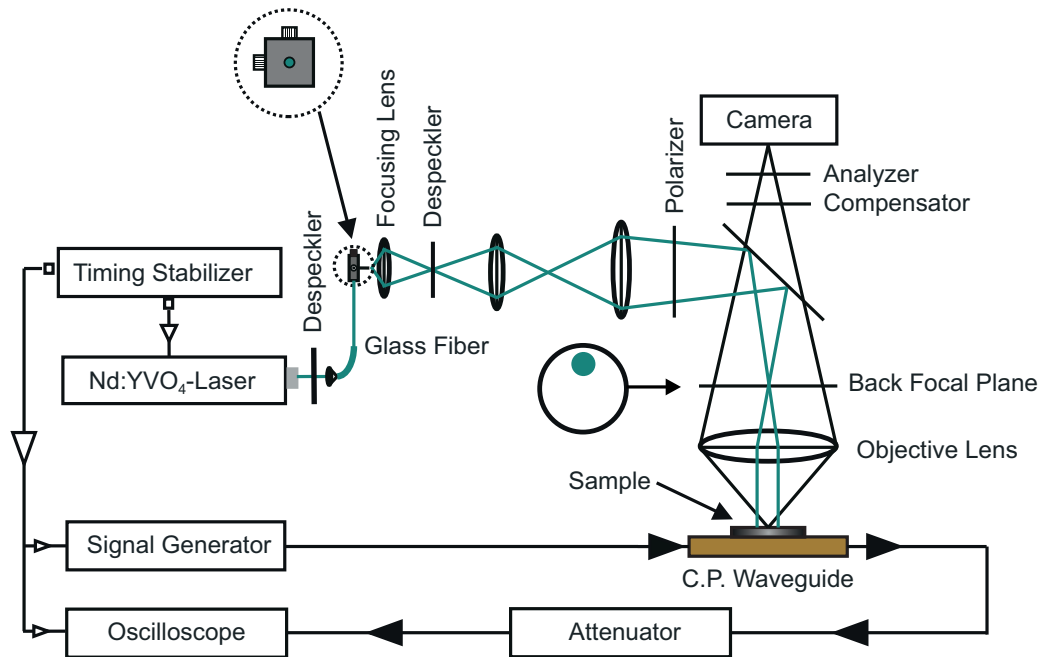 Camera
Analyzer
Compensator
Focusing Lens
Despeckler
Polarizer
Despeckler
Timing Stabilizer
Glass Fiber
Nd:YVO₄-Laser
Back Focal Plane
Objective Lens
Sample
Signal Generator
C.P. Waveguide
Oscilloscope
Attenuator